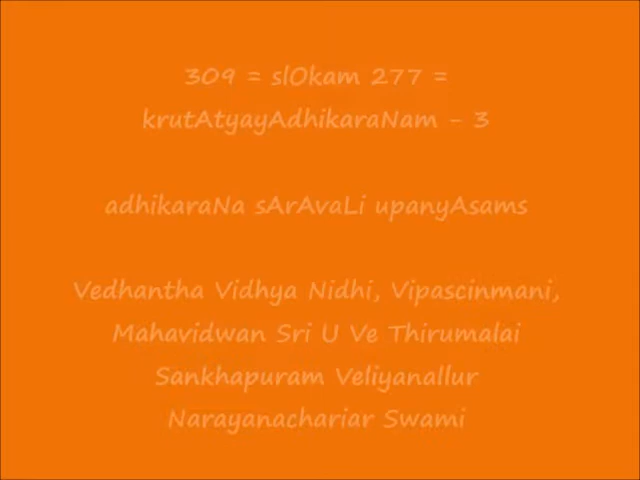 309 = slOkam 277 =
krutAtyayAdhikaraNam - 3
adhikaraNa sArAvaLi upanyAsams
Vedhantha Vidhya Nidhi, Vipascinmani,
Mahavidwan Sri U Ve Thirumalai
Sankhapuram Veliyanallur
Narayanachariar Swami